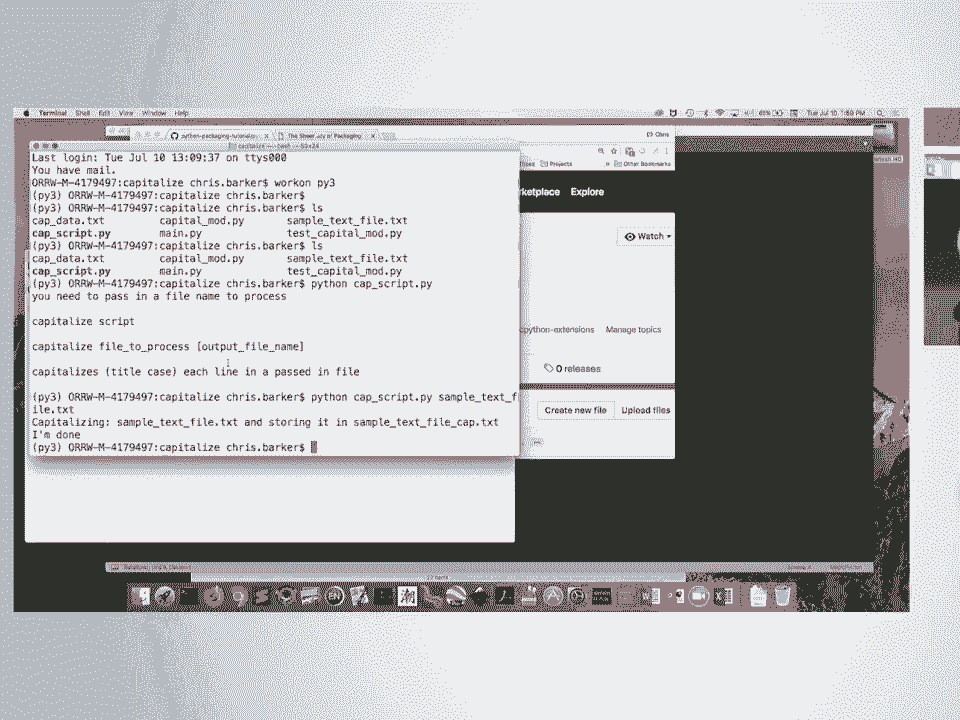 Terminal Shell Edit View Window Help
Tue Jul 10 1:50 PM
python-packaging-tutorial/
The Sheer Joy of Packaging
Chris
capitalize — -bash — 80×24
Last login: Tue Jul 10 13:09:37 on ttys000
You have mail.
ORRW-M-4179497:capitalize chris.barker$ workon py3
(py3) ORRW-M-4179497:capitalize chris.barker$
(py3) ORRW-M-4179497:capitalize chris.barker$ ls
cap_data.txt capital_mod.py sample_text_file.txt
cap_script.py main.py test_capital_mod.py
(py3) ORRW-M-4179497:capitalize chris.barker$ ls
cap_data.txt capital_mod.py sample_text_file.txt
cap_script.py main.py test_capital_mod.py
(py3) ORRW-M-4179497:capitalize chris.barker$ python cap_script.py
you need to pass in a file name to process
capitalize script
capitalize file_to_process [output_file_name]
capitalizes (title case) each line in a passed in file
(py3) ORRW-M-4179497:capitalize chris.barker$ python cap_script.py sample_text_f
ile.txt
Capitalizing: sample_text_file.txt and storing it in sample_text_file_cap.txt
I'm done
(py3) ORRW-M-4179497:capitalize chris.barker$
Projects
Other Bookmarks
rketplace Explore
Watch
cpython-extensions Manage topics
0 releases
Create new file Upload files
EN
潮